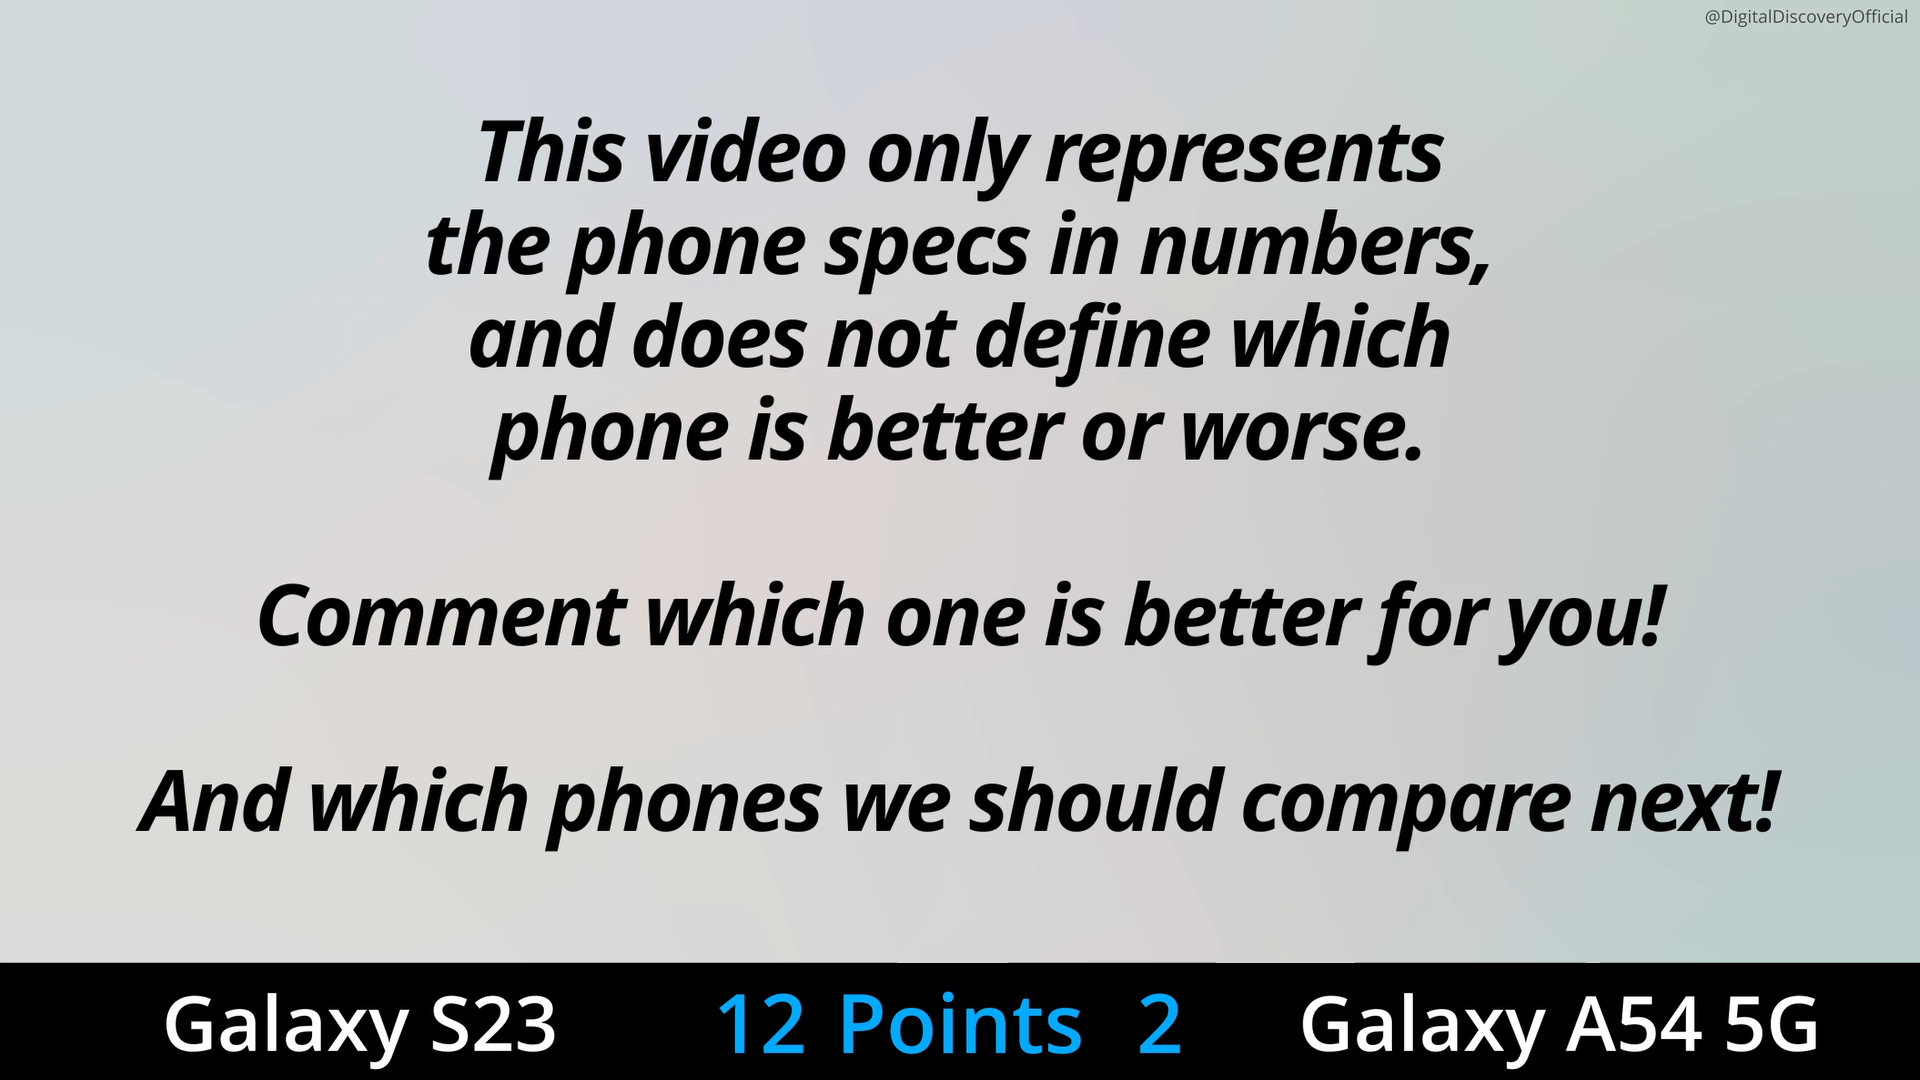 @DigitalDiscoveryOfficial
This video only represents
the phone specs in numbers,
and does not define which
phone is better or worse.
Comment which one is better for you!
And which phones we should compare next!
Galaxy S23 12 Points 2 Galaxy A54 5G